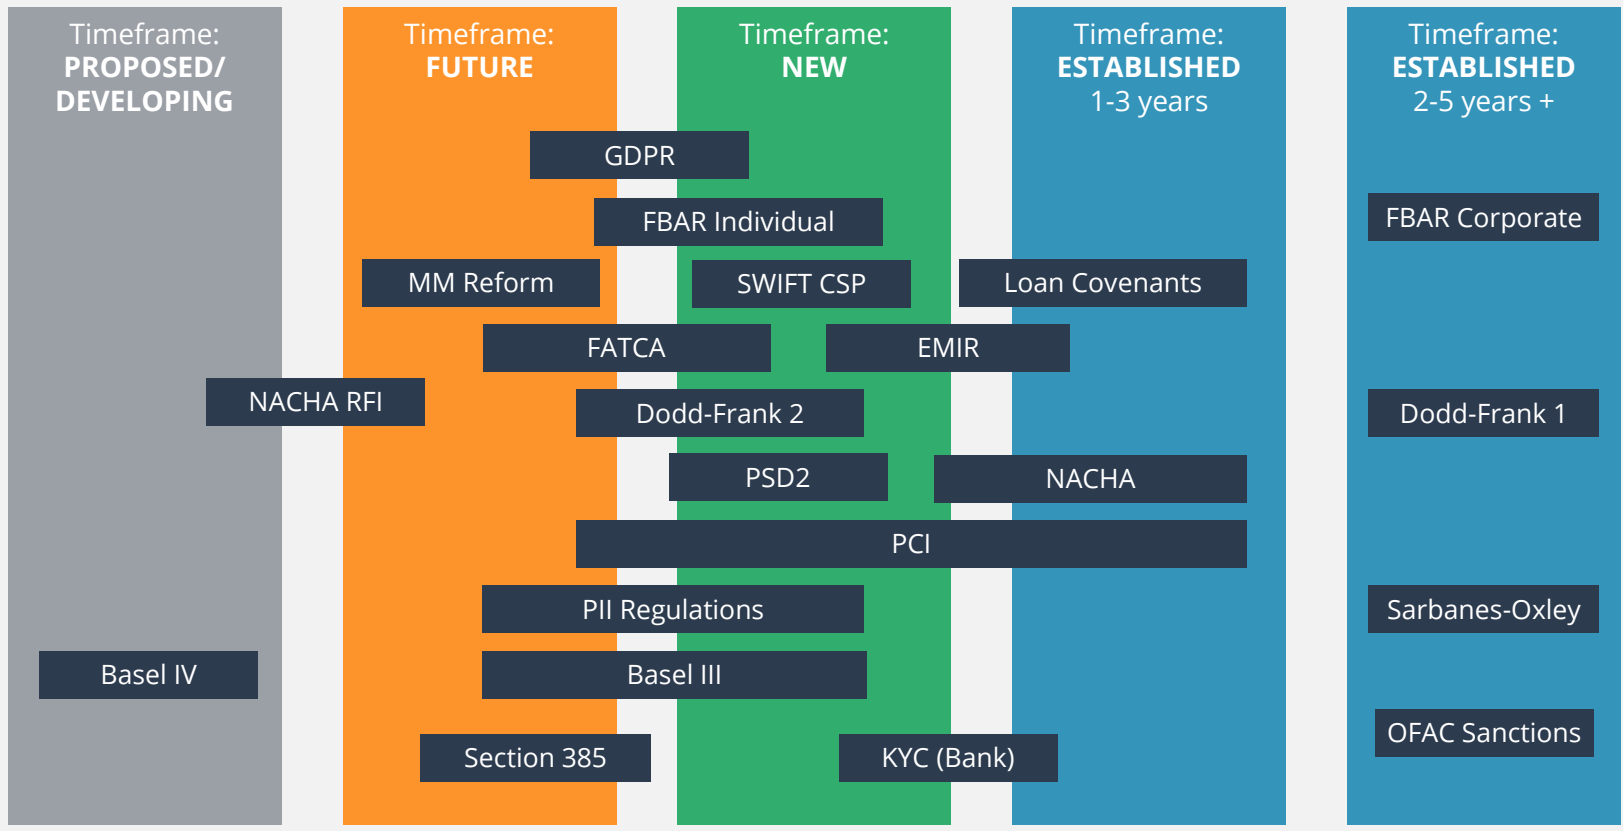 Timeframe:
PROPOSED/
DEVELOPING
Timeframe:
FUTURE
Timeframe:
NEW
Timeframe:
ESTABLISHED
1-3 years
Timeframe:
ESTABLISHED
2-5 years +
GDPR
FBAR Individual
FBAR Corporate
MM Reform
SWIFT CSP
Loan Covenants
FATCA
EMIR
NACHA RFI
Dodd-Frank 2
Dodd-Frank 1
PSD2
NACHA
PCI
PII Regulations
Sarbanes-Oxley
Basel IV
Basel III
OFAC Sanctions
Section 385
KYC (Bank)